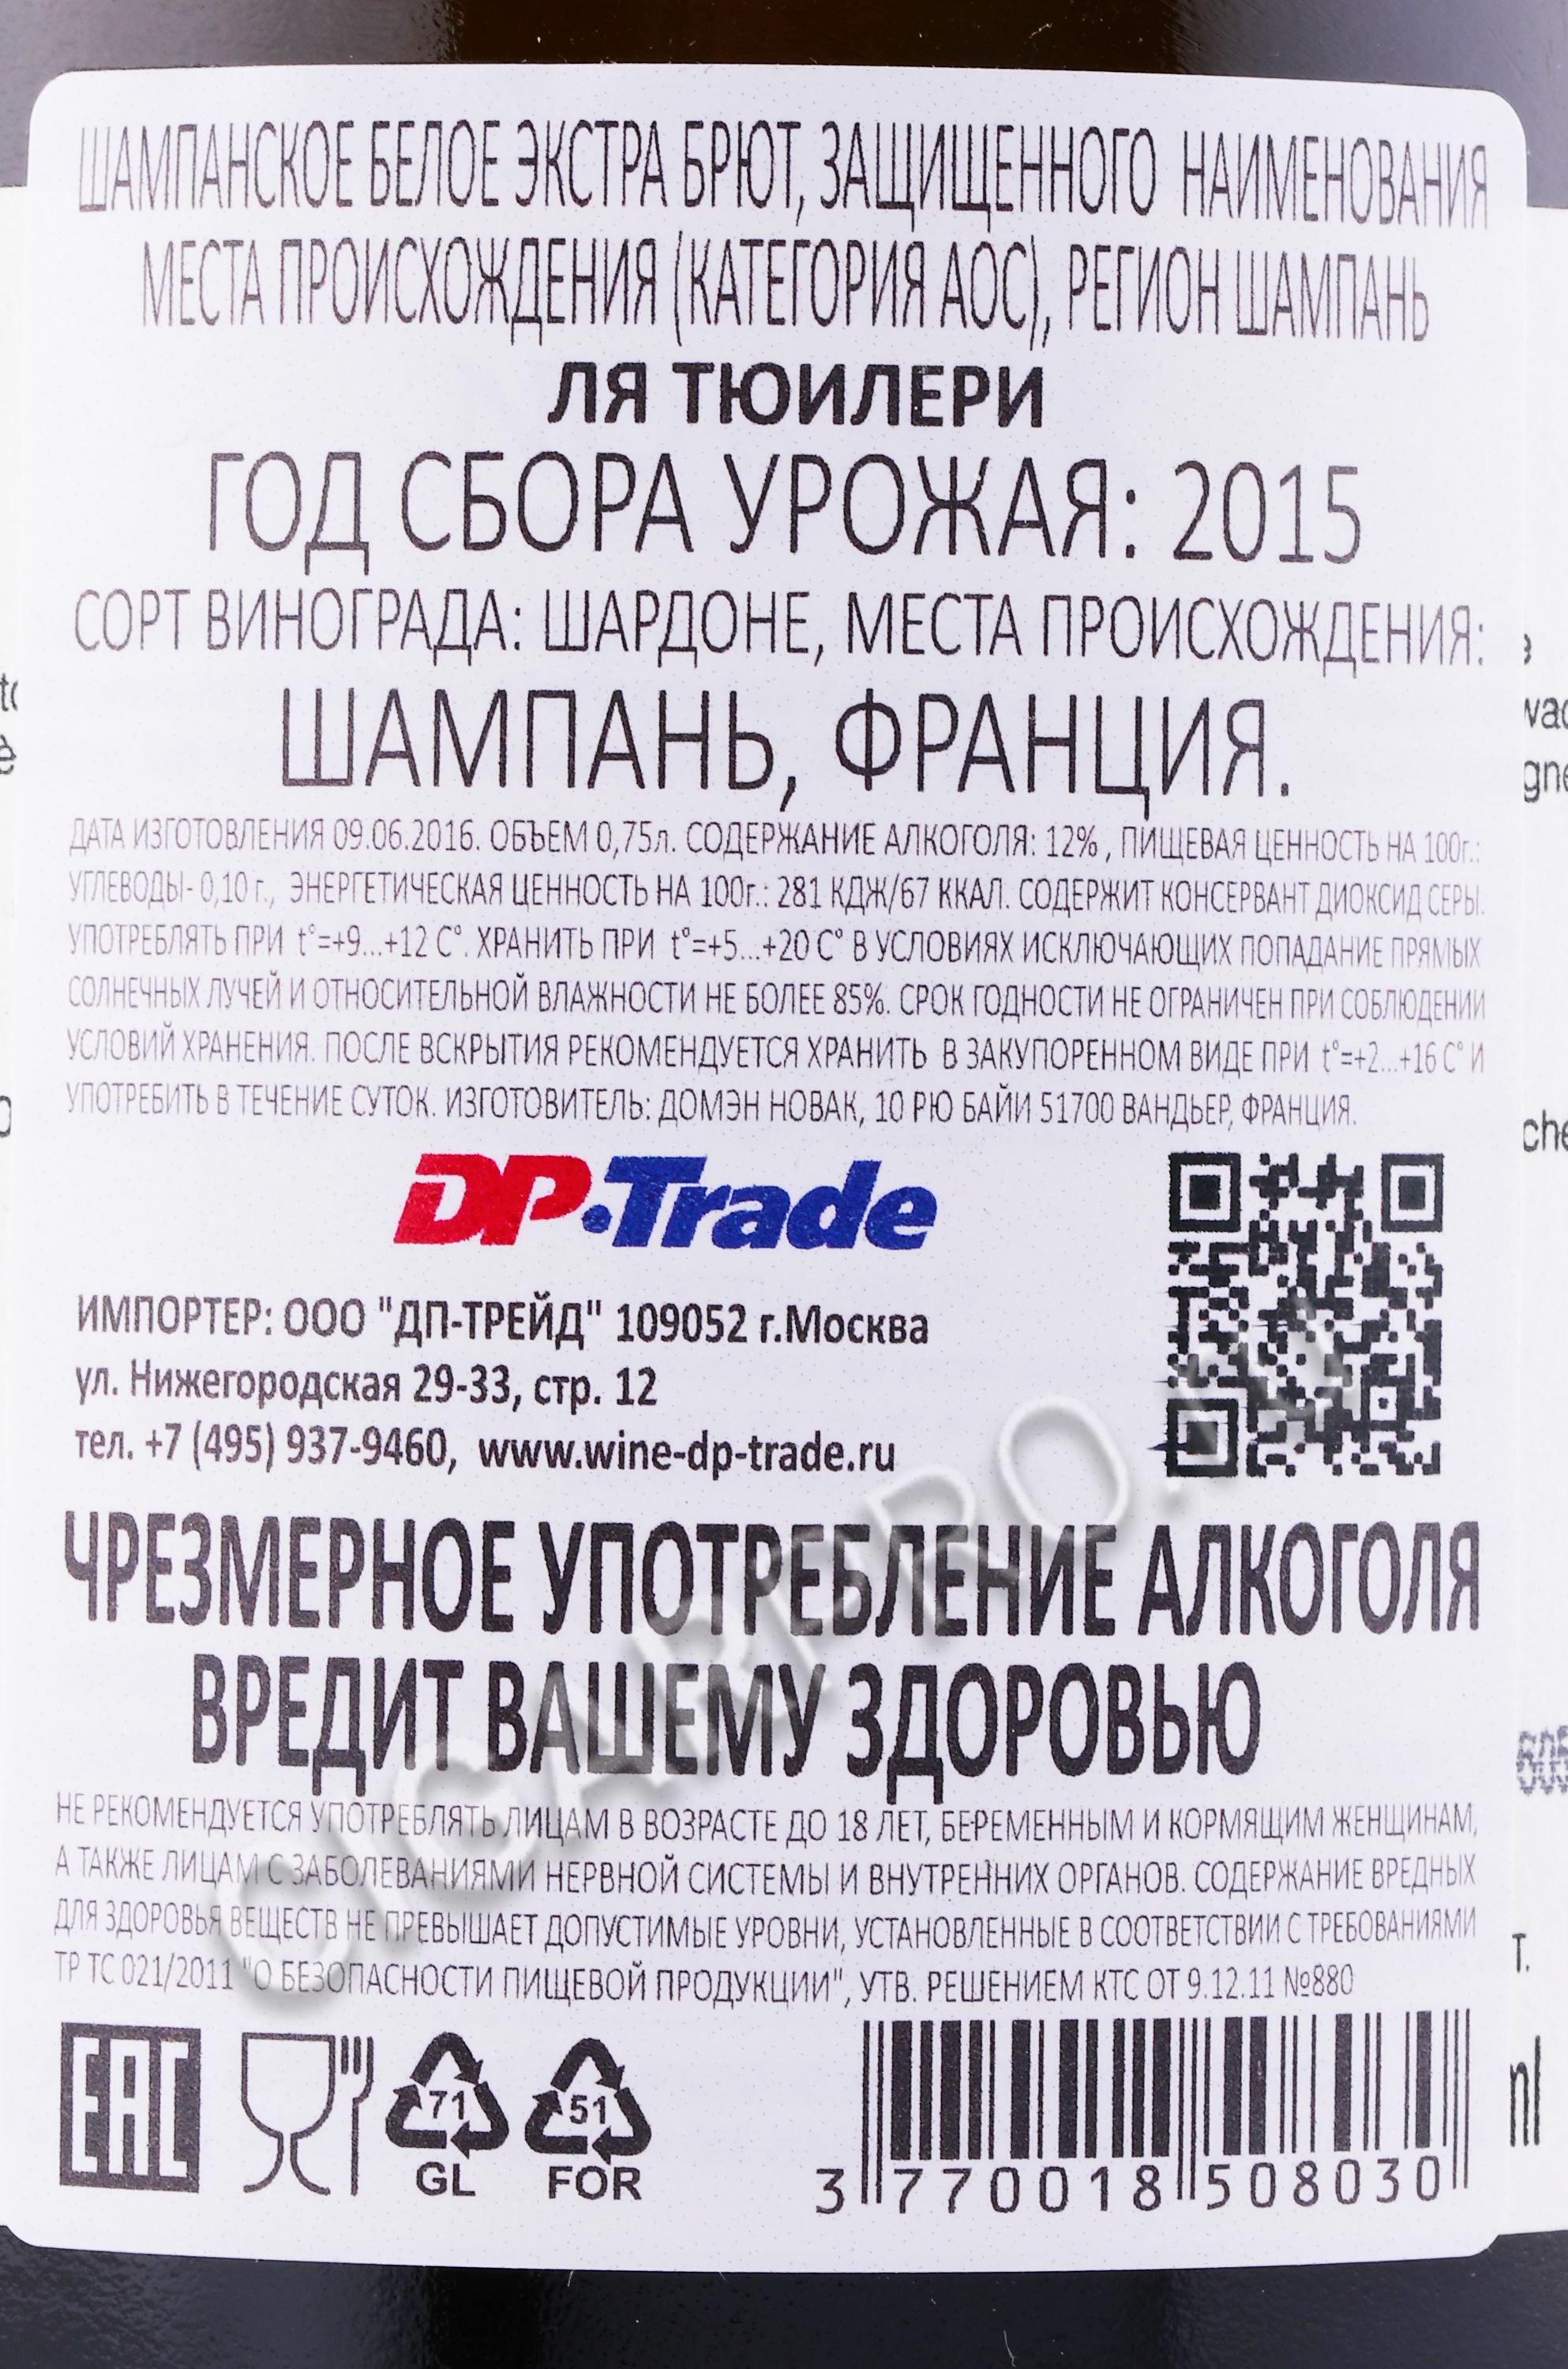 ШАМПАНСКОЕ БЕЛОЕ ЭКСТРА БРЮТ, ЗАЩИЩЕННОГО НАИМЕНОВАНИЯ
МЕСТА ПРОИСХОЖДЕНИЯ (КАТЕГОРИЯ АОС), РЕГИОН ШАМПАНЬ
ЛЯ ТЮИЛЕРИ
ГОД СБОРА УРОЖАЯ: 2015
СОРТ ВИНОГРАДА: ШАРДОНЕ, МЕСТА ПРОИСХОЖДЕНИЯ:
ШАМПАНЬ, ФРАНЦИЯ.
ДАТА ИЗГОТОВЛЕНИЯ 09.06.2016. ОБЪЕМ 0,75л. СОДЕРЖАНИЕ АЛКОГОЛЯ: 12% , ПИЩЕВАЯ ЦЕННОСТЬ НА 100г.:
УГЛЕВОДЫ- 0,10 г., ЭНЕРГЕТИЧЕСКАЯ ЦЕННОСТЬ НА 100г.: 281 КДЖ/67 ККАЛ. СОДЕРЖИТ КОНСЕРВАНТ ДИОКСИД СЕРЫ.
УПОТРЕБЛЯТЬ ПРИ t°=+9...+12 С°. ХРАНИТЬ ПРИ t°=+5...+20 С° В УСЛОВИЯХ ИСКЛЮЧАЮЩИХ ПОПАДАНИЕ ПРЯМЫХ
СОЛНЕЧНЫХ ЛУЧЕЙ И ОТНОСИТЕЛЬНОЙ ВЛАЖНОСТИ НЕ БОЛЕЕ 85%. СРОК ГОДНОСТИ НЕ ОГРАНИЧЕН ПРИ СОБЛЮДЕНИИ
УСЛОВИЙ ХРАНЕНИЯ. ПОСЛЕ ВСКРЫТИЯ РЕКОМЕНДУЕТСЯ ХРАНИТЬ В ЗАКУПОРЕННОМ ВИДЕ ПРИ t°=+2...+16 С° И
УПОТРЕБИТЬ В ТЕЧЕНИЕ СУТОК. ИЗГОТОВИТЕЛЬ: ДОМЭН НОВАК, 10 РЮ БАЙИ 51700 ВАНДЬЕР, ФРАНЦИЯ.
DP·Trade
ИМПОРТЕР: ООО "ДП-ТРЕЙД" 109052 г.Москва
ул. Нижегородская 29-33, стр. 12
тел. +7 (495) 937-9460, www.wine-dp-trade.ru
ЧРЕЗМЕРНОЕ УПОТРЕБЛЕНИЕ АЛКОГОЛЯ
ВРЕДИТ ВАШЕМУ ЗДОРОВЬЮ
НЕ РЕКОМЕНДУЕТСЯ УПОТРЕБЛЯТЬ ЛИЦАМ В ВОЗРАСТЕ ДО 18 ЛЕТ, БЕРЕМЕННЫМ И КОРМЯЩИМ ЖЕНЩИНАМ,
А ТАКЖЕ ЛИЦАМ С ЗАБОЛЕВАНИЯМИ НЕРВНОЙ СИСТЕМЫ И ВНУТРЕННИХ ОРГАНОВ. СОДЕРЖАНИЕ ВРЕДНЫХ
ДЛЯ ЗДОРОВЬЯ ВЕЩЕСТВ НЕ ПРЕВЫШАЕТ ДОПУСТИМЫЕ УРОВНИ, УСТАНОВЛЕННЫЕ В СООТВЕТСТВИИ С ТРЕБОВАНИЯМИ
ТР ТС 021/2011 "О БЕЗОПАСНОСТИ ПИЩЕВОЙ ПРОДУКЦИИ", УТВ. РЕШЕНИЕМ КТС ОТ 9.12.11 №880
EAC
71
GL
51
FOR
3 770018 508030